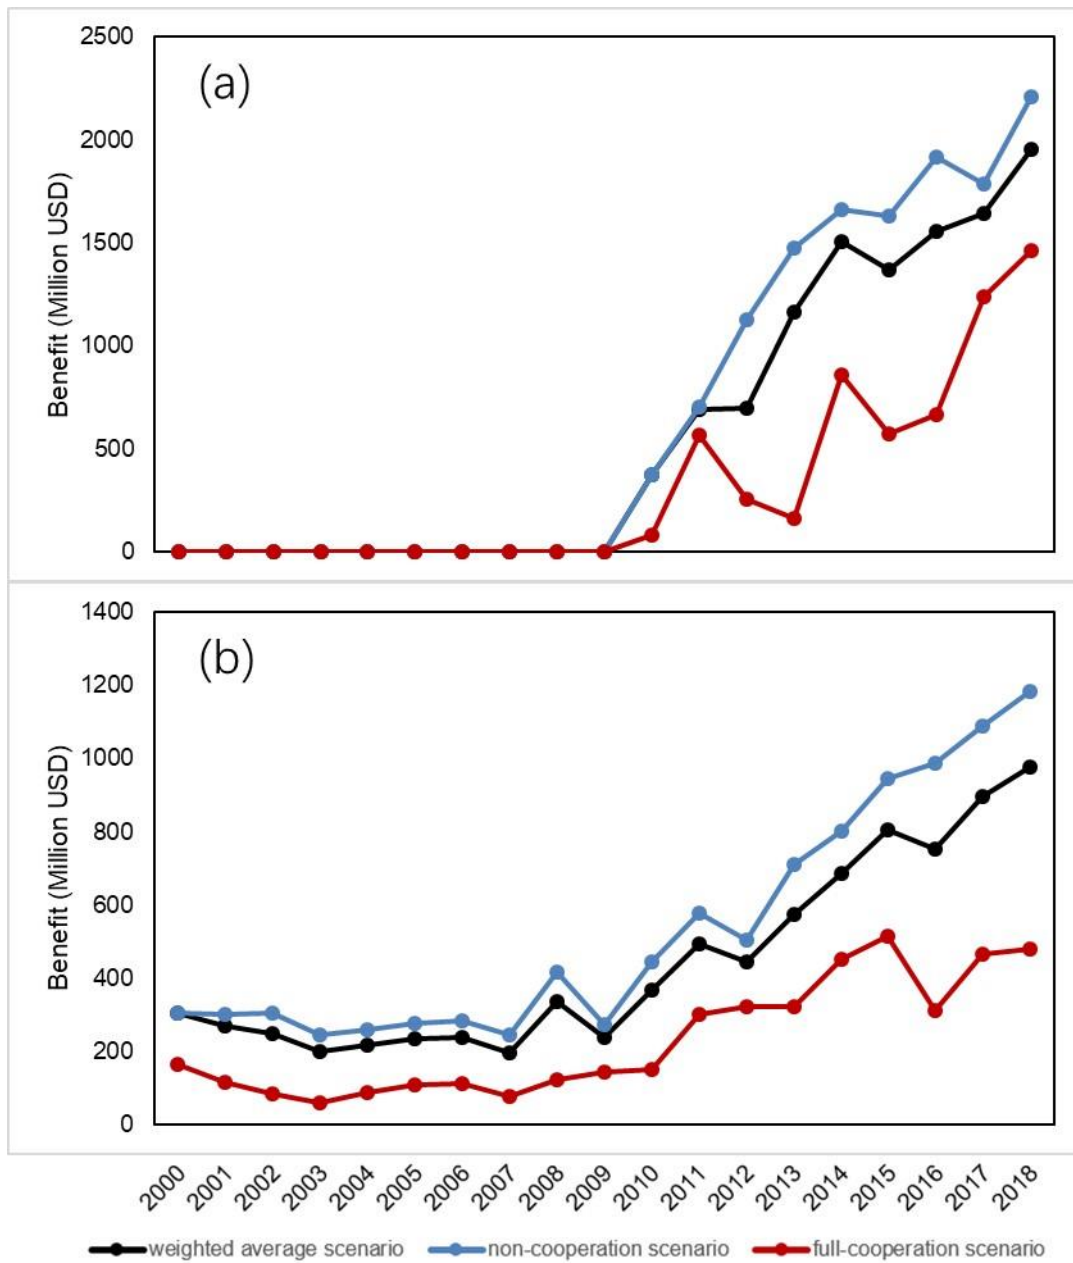 2500
(a)
2000
1500
1000
500
0
Benefit (Million USD)
1400
(b)
1200
1000
800
600
400
200
0
Benefit (Million USD)
2000 2001 2002 2003 2004 2005 2006 2007 2008 2009 2010 2011 2012 2013 2014 2015 2016 2017 2018
weighted average scenario non-cooperation scenario full-cooperation scenario